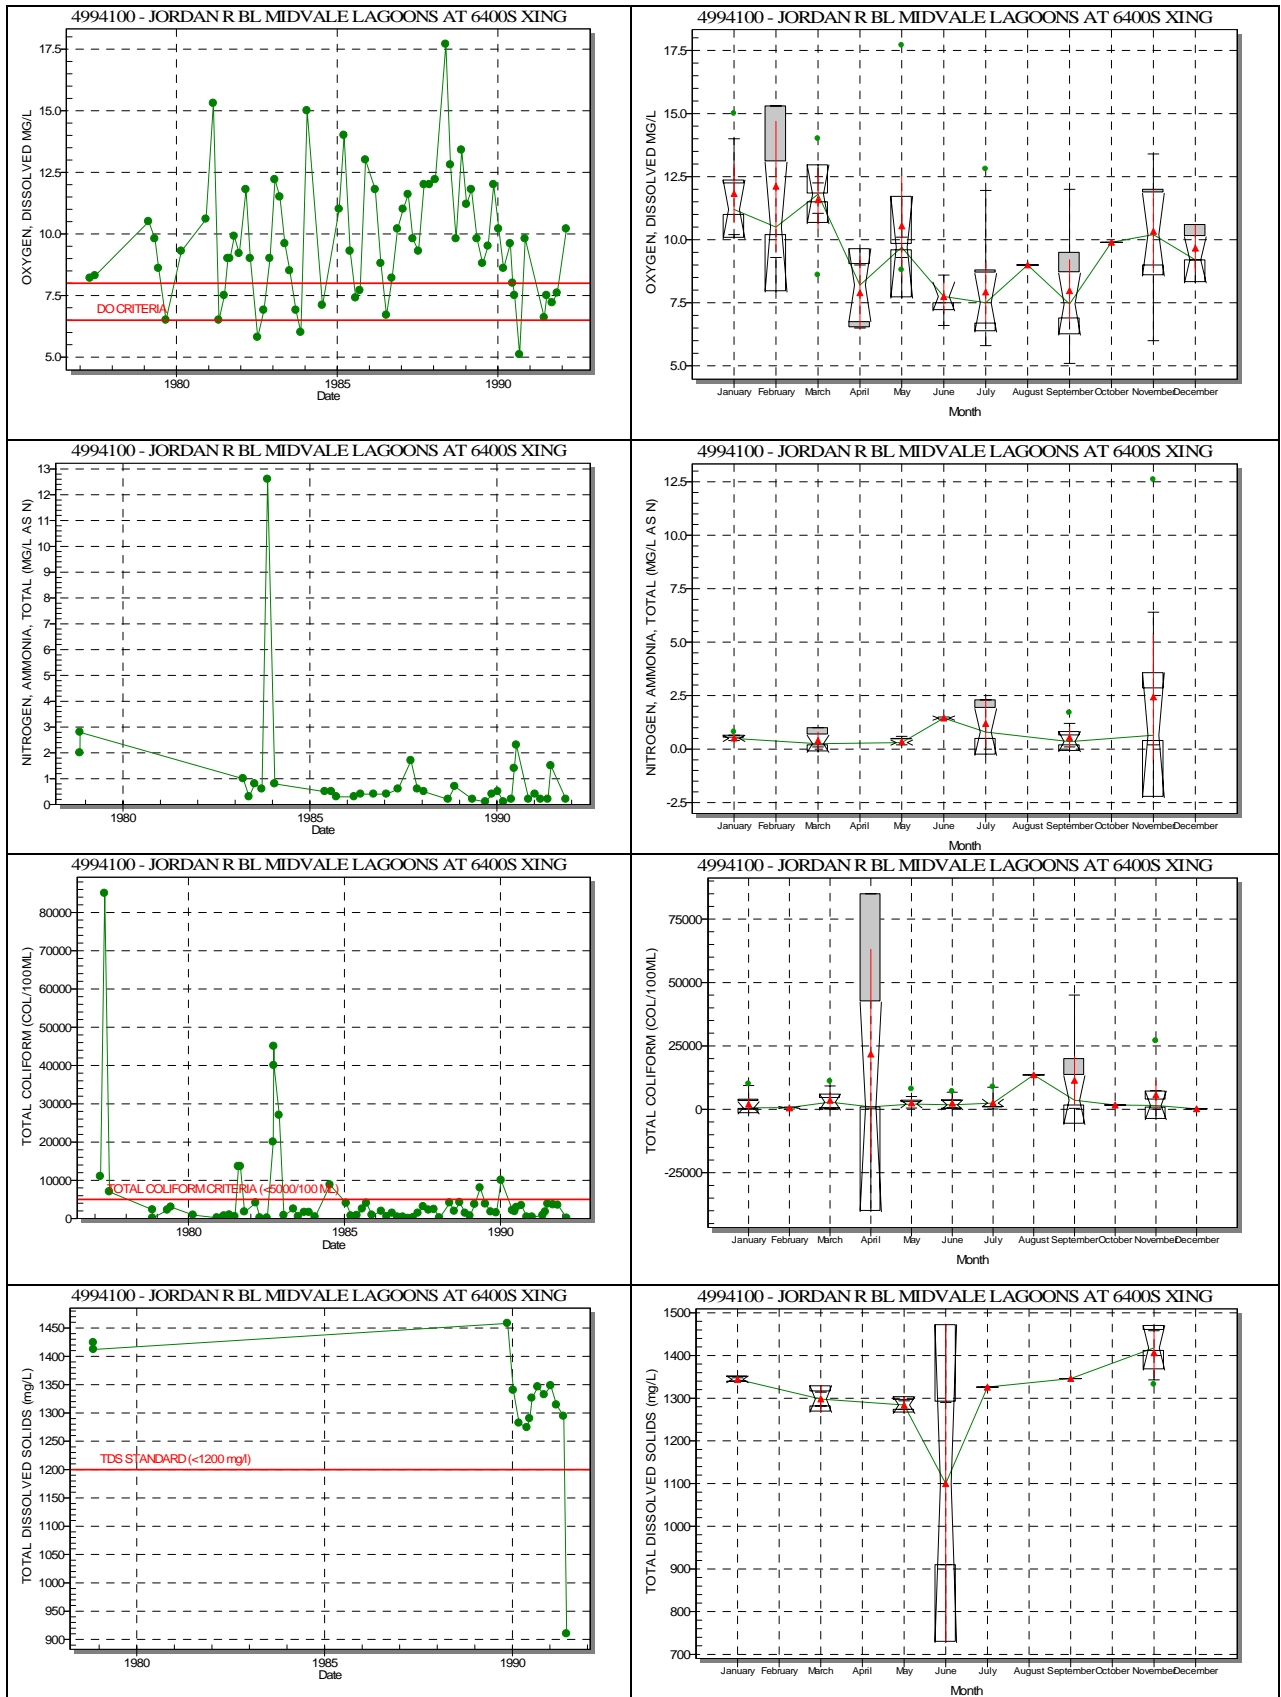 4994100 - JORDAN R BL MIDVALE LAGOONS AT 6400S XING
OXYGEN, DISSOLVED MG/L
17.5
15.0
12.5
10.0
7.5
5.0
DO CRITERIA
1980
1985
1990
Date
4994100 - JORDAN R BL MIDVALE LAGOONS AT 6400S XING
OXYGEN, DISSOLVED MG/L
17.5
15.0
12.5
10.0
7.5
5.0
January February March April May June July August September October November December
Month
4994100 - JORDAN R BL MIDVALE LAGOONS AT 6400S XING
NITROGEN, AMMONIA, TOTAL (MG/L AS N)
13
12
11
10
9
8
7
6
5
4
3
2
1
0
1980
1985
1990
Date
4994100 - JORDAN R BL MIDVALE LAGOONS AT 6400S XING
NITROGEN, AMMONIA, TOTAL (MG/L AS N)
12.5
10.0
7.5
5.0
2.5
0.0
-2.5
January February March April May June July August September October November December
Month
4994100 - JORDAN R BL MIDVALE LAGOONS AT 6400S XING
TOTAL COLIFORM (COL/100ML)
80000
70000
60000
50000
40000
30000
20000
10000
0
TOTAL COLIFORM CRITERIA (<5000/100 ML)
1980
1985
1990
Date
4994100 - JORDAN R BL MIDVALE LAGOONS AT 6400S XING
TOTAL COLIFORM (COL/100ML)
75000
50000
25000
0
-25000
January February March April May June July August September October November December
Month
4994100 - JORDAN R BL MIDVALE LAGOONS AT 6400S XING
TOTAL DISSOLVED SOLIDS (mg/L)
1450
1400
1350
1300
1250
1200
1150
1100
1050
1000
950
900
TDS STANDARD (<1200 mg/l)
1980
1985
1990
Date
4994100 - JORDAN R BL MIDVALE LAGOONS AT 6400S XING
TOTAL DISSOLVED SOLIDS (mg/L)
1500
1400
1300
1200
1100
1000
900
800
700
January February March April May June July August September October November December
Month